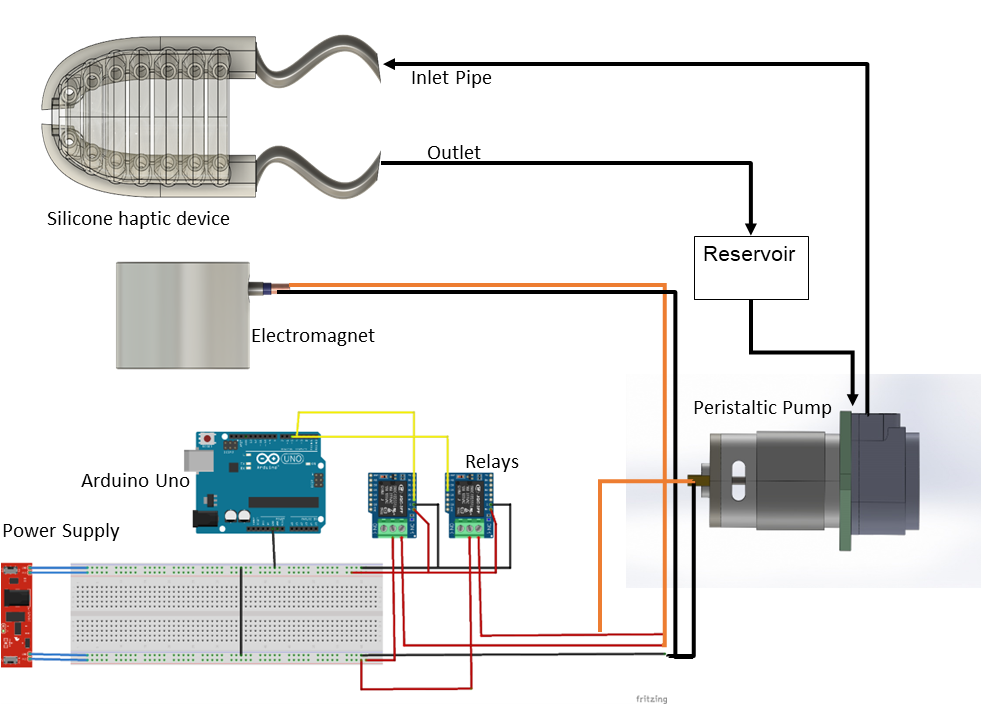 Inlet Pipe
Outlet
Silicone haptic device
Reservoir
Electromagnet
Peristaltic Pump
Relays
Arduino Uno
UNO
Power Supply
fritzing